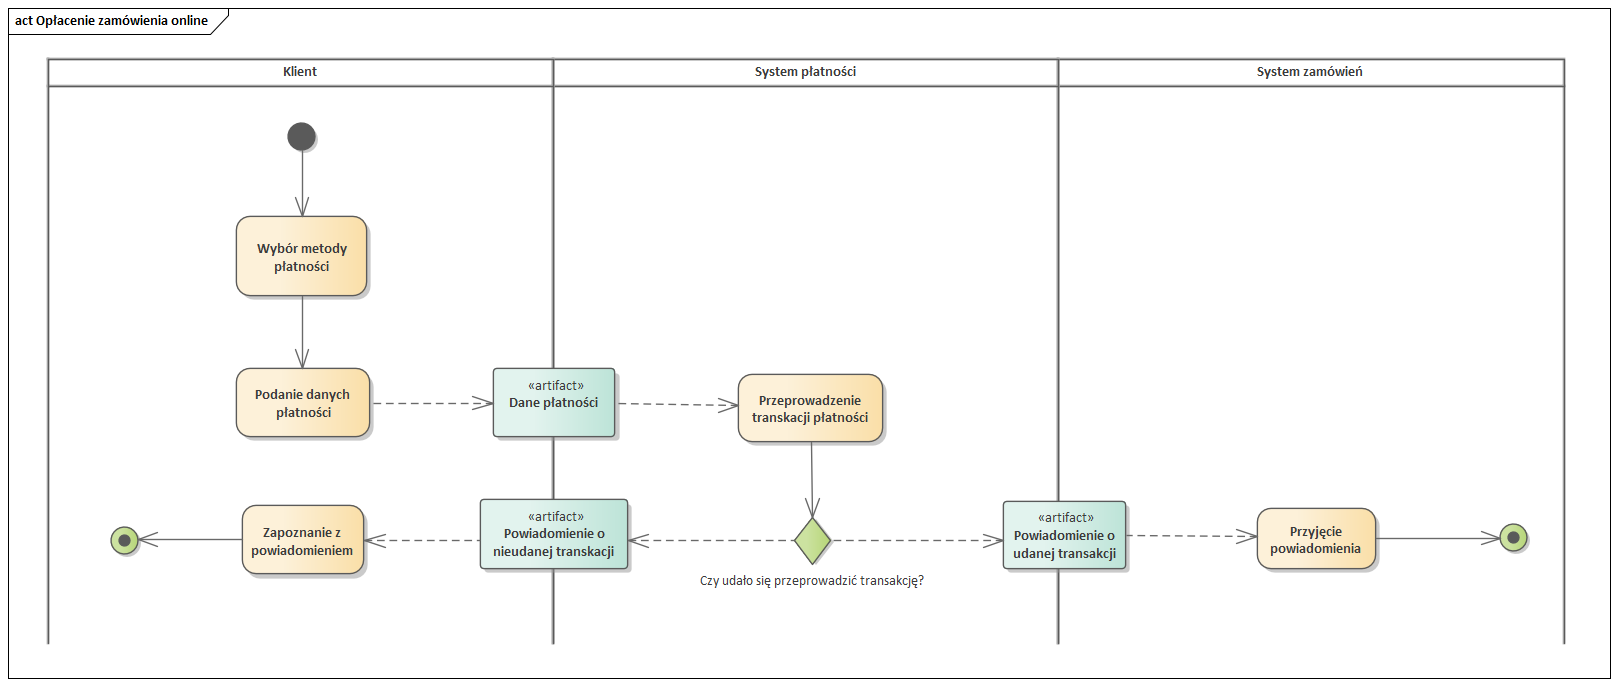 act Opłacenie zamówienia online
Klient
System płatności
System zamówień
Wybór metody
płatności
Podanie danych
płatności
«artifact»
Dane płatności
Przeprowadzenie
transkacji płatności
Zapoznanie z
powiadomieniem
«artifact»
Powiadomienie o
nieudanej transkacji
Czy udało się przeprowadzić transakcję?
«artifact»
Powiadomienie o
udanej transakcji
Przyjęcie
powiadomienia